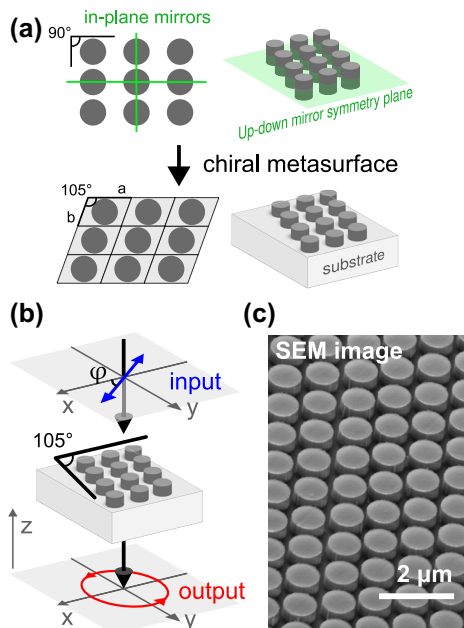 (a)
in-plane mirrors
90°
Up-down mirror symmetry plane
chiral metasurface
105°
a
b
substrate
(b)
φ
input
x
y
105°
z
output
x
y
(c)
SEM image
2 μm